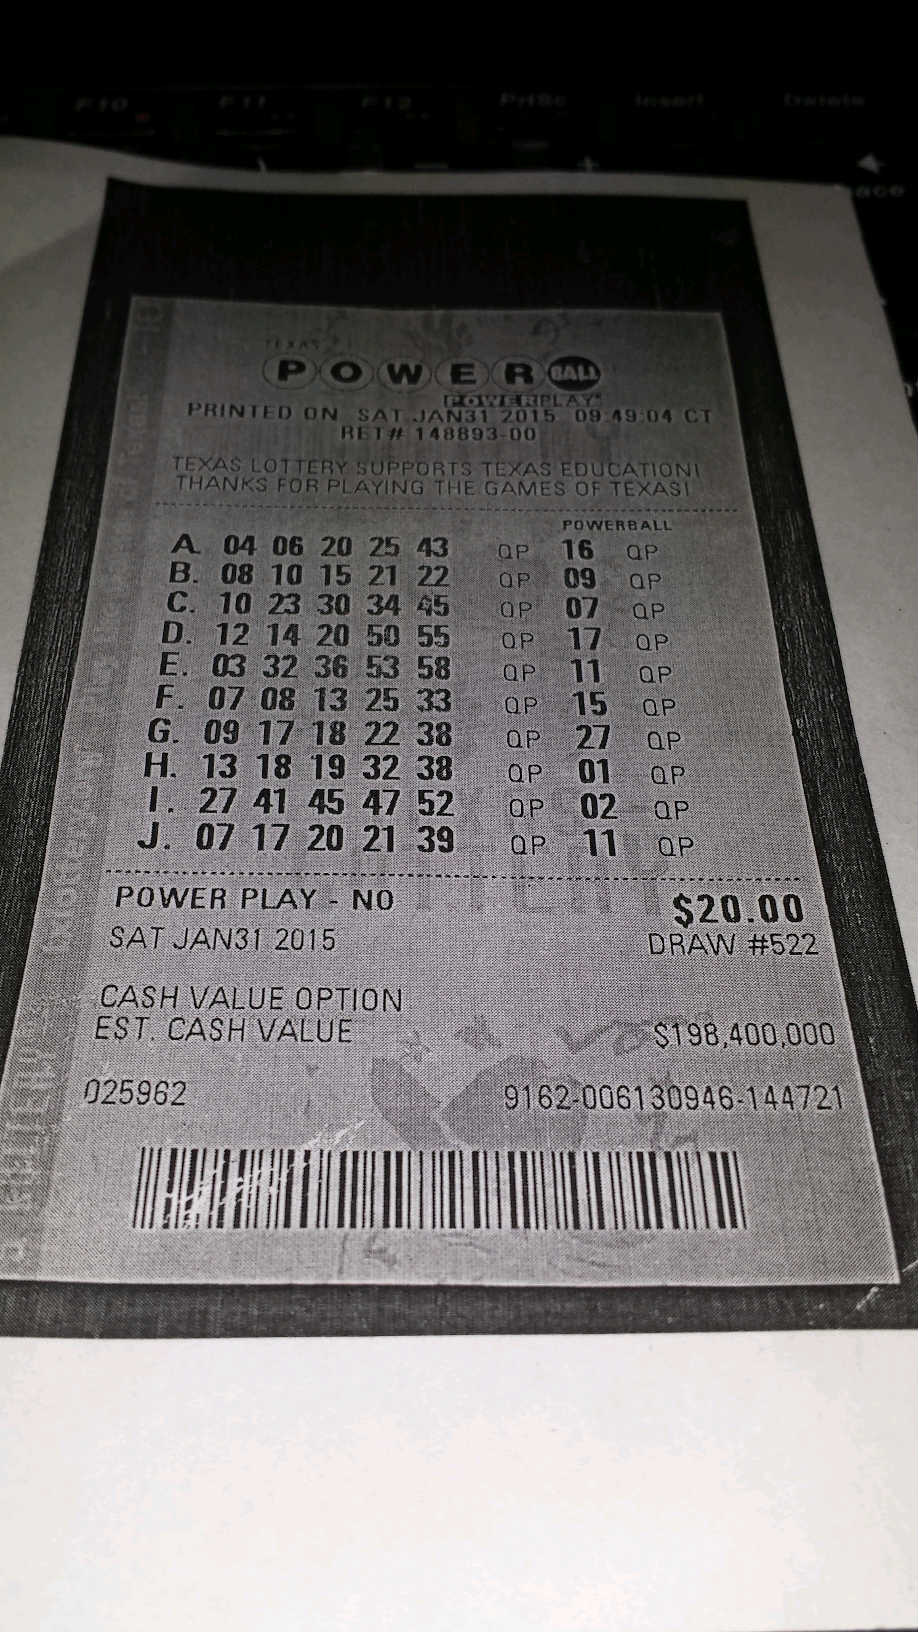 F10 F11 F12 PrtSc Insert Delete
TEXAS
POWERBALL
POWERPLAY
PRINTED ON SAT JAN31 2015 09:49:04 CT
RET# 148893-00
TEXAS LOTTERY SUPPORTS TEXAS EDUCATION!
THANKS FOR PLAYING THE GAMES OF TEXAS!
POWERBALL
A. 04 06 20 25 43 QP 16 QP
B. 08 10 15 21 22 QP 09 QP
C. 10 23 30 34 45 QP 07 QP
D. 12 14 20 50 55 QP 17 QP
E. 03 32 36 53 58 QP 11 QP
F. 07 08 13 25 33 QP 15 QP
G. 09 17 18 22 38 QP 27 QP
H. 13 18 19 32 38 QP 01 QP
I. 27 41 45 47 52 QP 02 QP
J. 07 17 20 21 39 QP 11 QP
POWER PLAY - NO $20.00
SAT JAN31 2015 DRAW #522
CASH VALUE OPTION
EST. CASH VALUE $198,400,000
025962 9162-006130946-144721